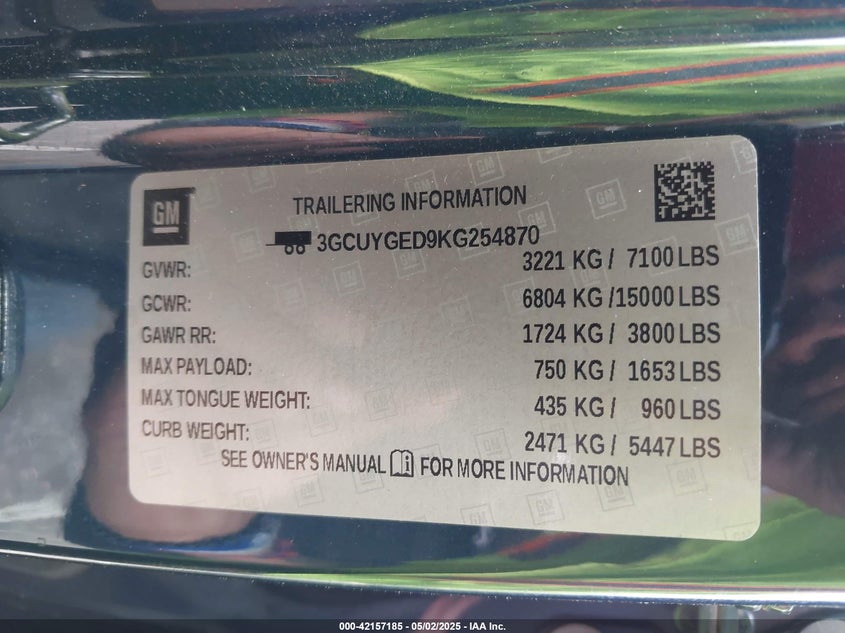 GM
TRAILERING INFORMATION
3GCUYGED9KG254870
GVWR: 3221 KG / 7100 LBS
GCWR: 6804 KG /15000 LBS
GAWR RR: 1724 KG / 3800 LBS
MAX PAYLOAD: 750 KG / 1653 LBS
MAX TONGUE WEIGHT: 435 KG / 960 LBS
CURB WEIGHT: 2471 KG / 5447 LBS
SEE OWNER'S MANUAL FOR MORE INFORMATION
000-42157185 - 05/02/2025 - IAA Inc.